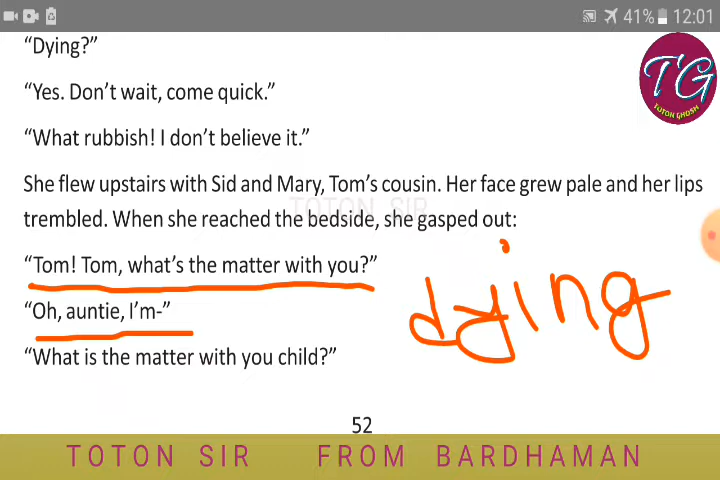 41% 12:01
TG
TOTON GHOSH
“Dying?”
“Yes. Don’t wait, come quick.”
“What rubbish! I don’t believe it.”
She flew upstairs with Sid and Mary, Tom’s cousin. Her face grew pale and her lips
trembled. When she reached the bedside, she gasped out:
TOTON SIR
“Tom! Tom, what’s the matter with you?”
dying
“Oh, auntie, I’m-”
“What is the matter with you child?”
52
TOTON SIR FROM BARDHAMAN